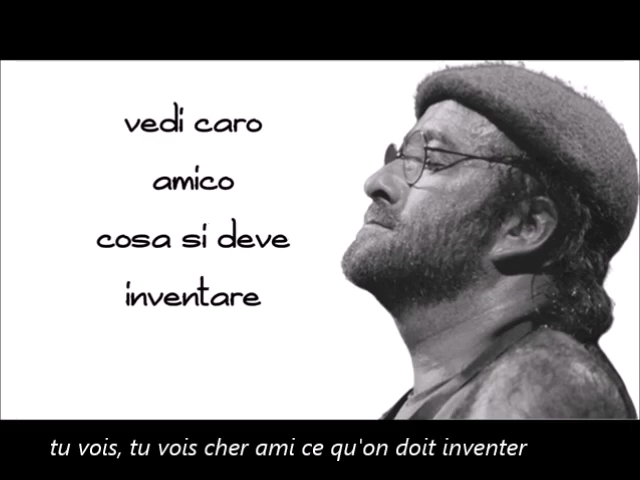 vedi caro
amico
cosa si deve
inventare
tu vois, tu vois cher ami ce qu'on doit inventer